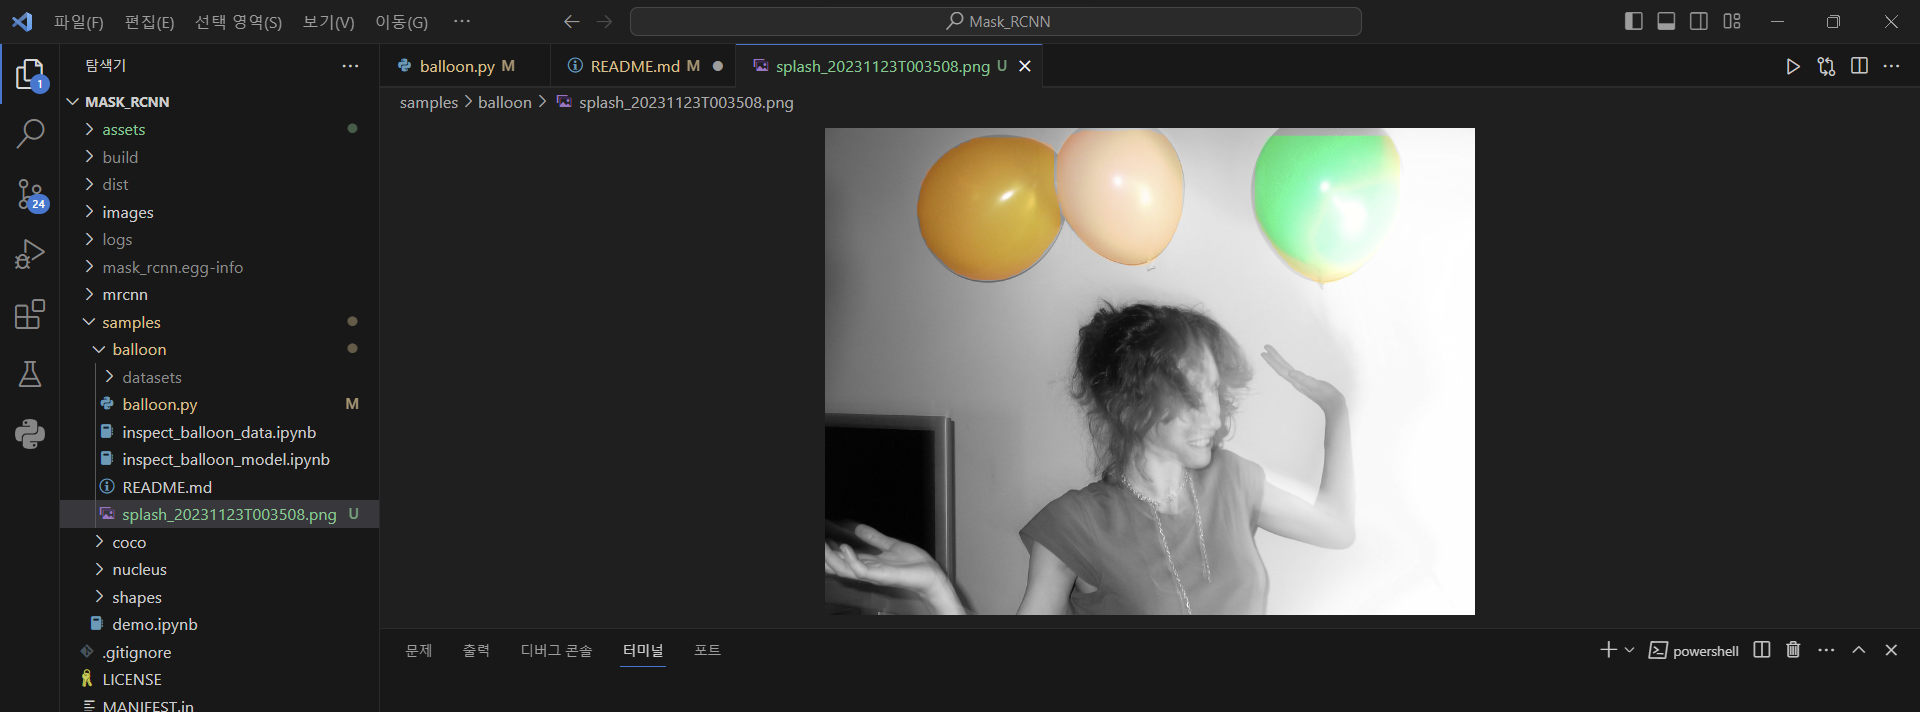 파일(F) 편집(E) 선택 영역(S) 보기(V) 이동(G) ··· Mask_RCNN
탐색기 ···
balloon.py M README.md M splash_20231123T003508.png U
samples > balloon > splash_20231123T003508.png
1
24
MASK_RCNN
assets
build
dist
images
logs
mask_rcnn.egg-info
mrcnn
samples
balloon
datasets
balloon.py M
inspect_balloon_data.ipynb
inspect_balloon_model.ipynb
README.md
splash_20231123T003508.png U
coco
nucleus
shapes
demo.ipynb
.gitignore
LICENSE
MANIFEST.in
문제 출력 디버그 콘솔 터미널 포트 powershell